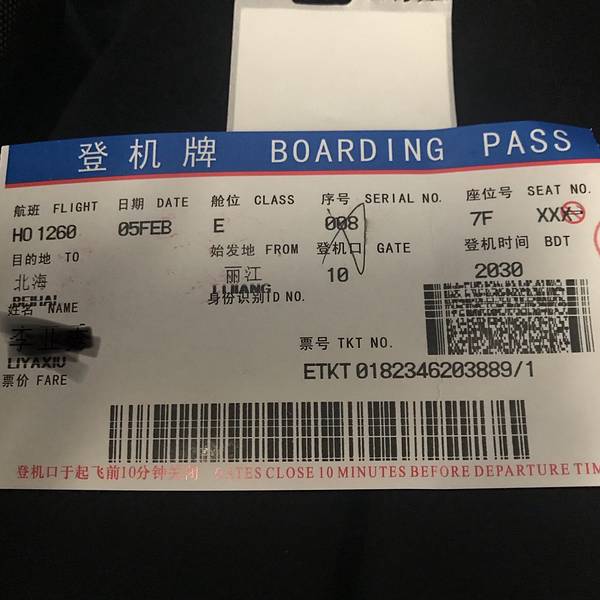 登机牌 BOARDING PASS
航班 FLIGHT 日期 DATE 舱位 CLASS 序号 SERIAL NO. 座位号 SEAT NO.
HO1260 05FEB E 008 7F XXX
目的地 TO 始发地 FROM 登机口 GATE 登机时间 BDT
北海 丽江 10 2030
BEIHAI LIJIANG
姓名 NAME 身份识别ID NO.
LIYAXIU 票号 TKT NO.
票价 FARE ETKT 0182346203889/1
登机口于起飞前10分钟关闭 GATES CLOSE 10 MINUTES BEFORE DEPARTURE TIM